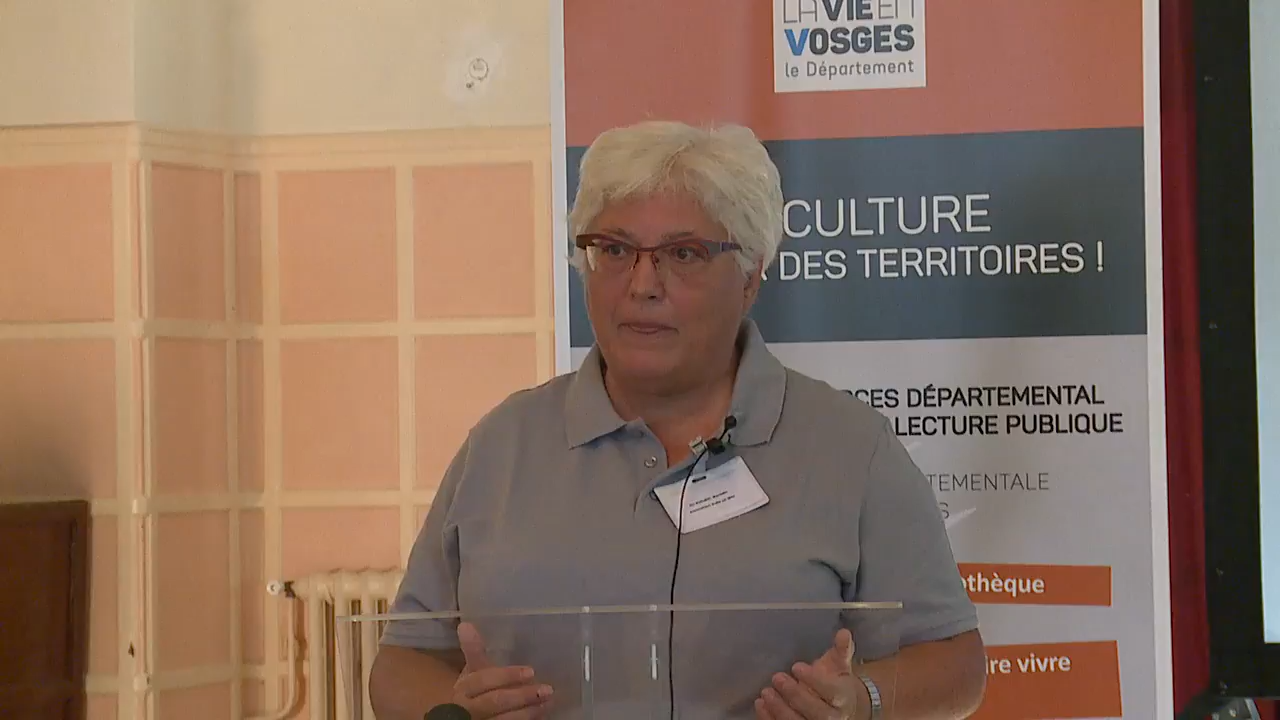 LA VIE EN
VOSGES
le Département
CULTURE
DES TERRITOIRES !
CES DÉPARTEMENTAL
LECTURE PUBLIQUE
TEMENTALE
S
othèque
ire vivre